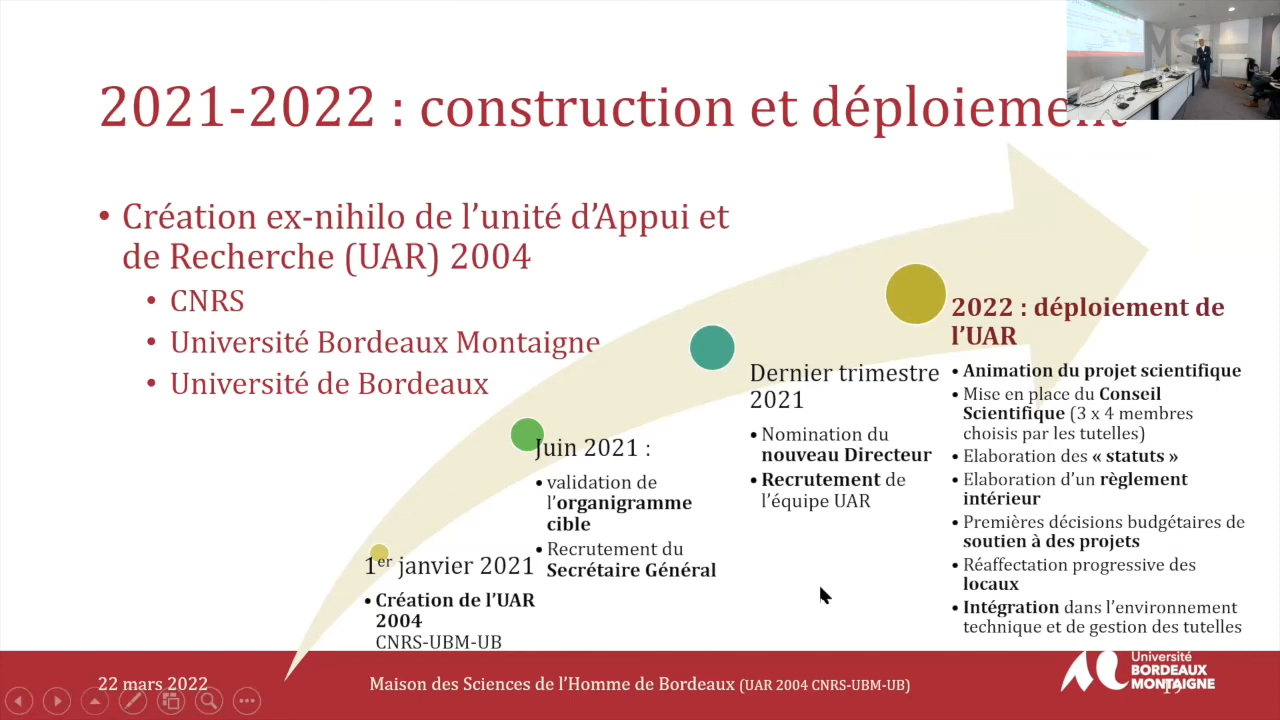 2021-2022 : construction et déploiement
• Création ex-nihilo de l’unité d’Appui et
de Recherche (UAR) 2004
• CNRS
• Université Bordeaux Montaigne
• Université de Bordeaux
1er janvier 2021
• Création de l’UAR
2004
CNRS-UBM-UB
Juin 2021 :
• validation de
l’organigramme
cible
• Recrutement du
Secrétaire Général
Dernier trimestre
2021
• Nomination du
nouveau Directeur
• Recrutement de
l’équipe UAR
2022 : déploiement de
l’UAR
• Animation du projet scientifique
• Mise en place du Conseil
Scientifique (3 x 4 membres
choisis par les tutelles)
• Elaboration des « statuts »
• Elaboration d’un règlement
intérieur
• Premières décisions budgétaires de
soutien à des projets
• Réaffectation progressive des
locaux
• Intégration dans l’environnement
technique et de gestion des tutelles
22 mars 2022
Maison des Sciences de l’Homme de Bordeaux (UAR 2004 CNRS-UBM-UB)
Université
BORDEAUX
MONTAIGNE